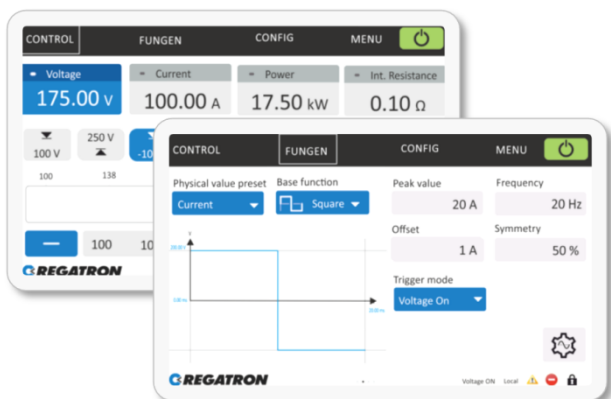 CONTROL FUNGEN CONFIG MENU
Voltage Current Power Int. Resistance
175.00 V 100.00 A 17.50 kW 0.10 Ω
100 V 250 V -10
100 138
100 10
REGATRON
CONTROL FUNGEN CONFIG MENU
Physical value preset Base function Peak value Frequency
Current Square 20 A 20 Hz
Offset Symmetry
1 A 50 %
Trigger mode
Voltage On
REGATRON
Voltage ON Local